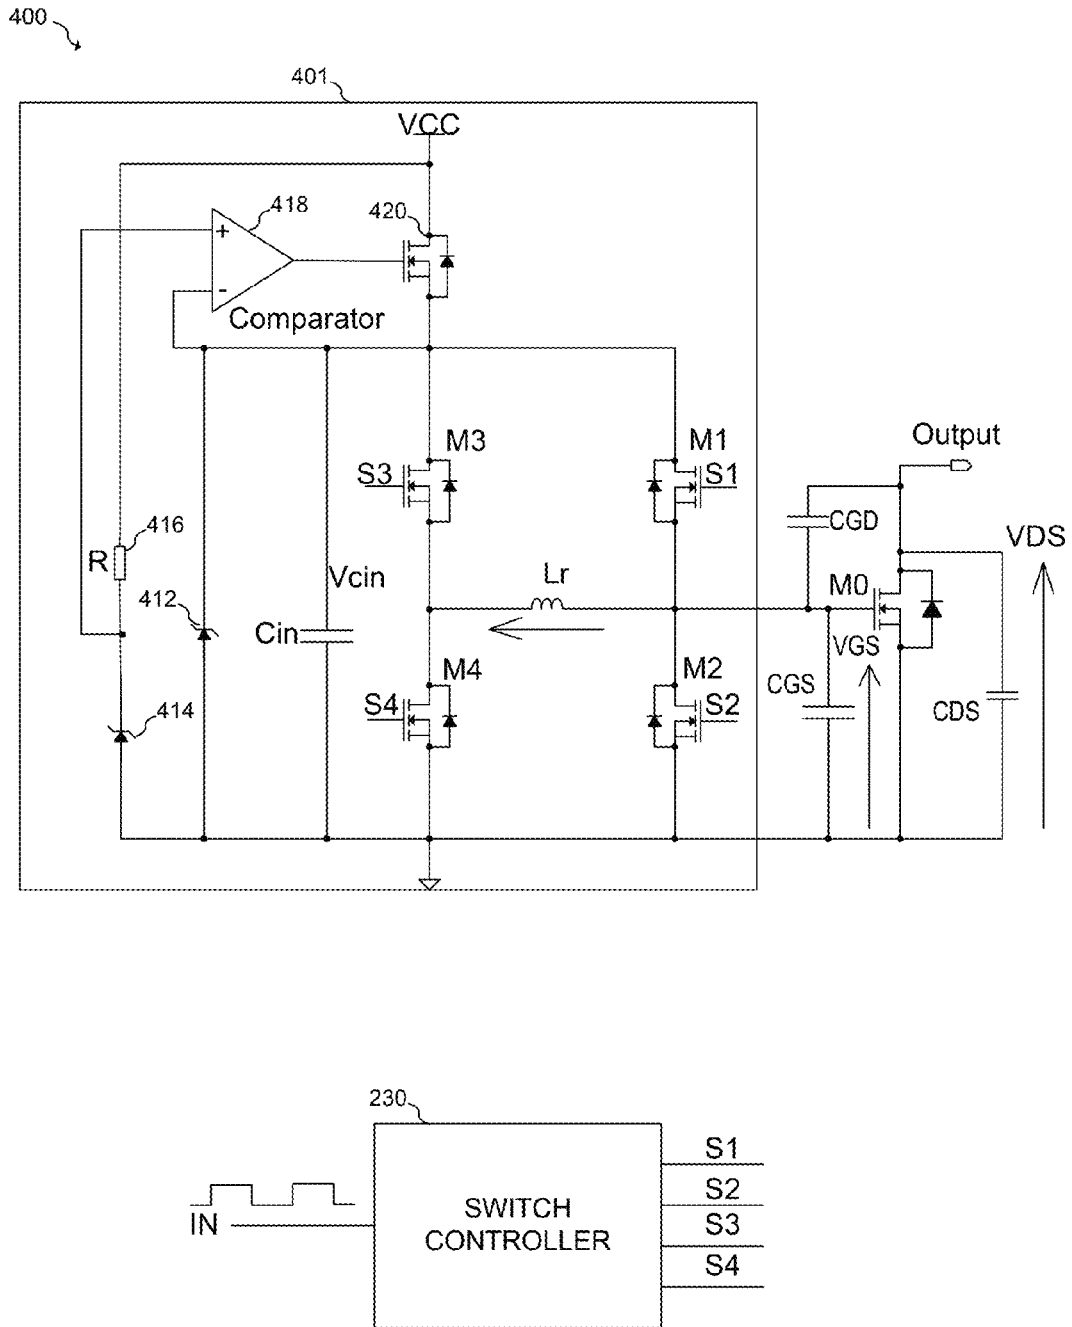 400
401
VCC
418
420
+
-
Comparator
M3
M1
S3
S1
Output
CGD
VDS
416
R
Vcin
Lr
M0
412
Cin
VGS
M4
M2
CGS
S4
S2
CDS
414
230
S1
S2
IN
SWITCH
CONTROLLER
S3
S4